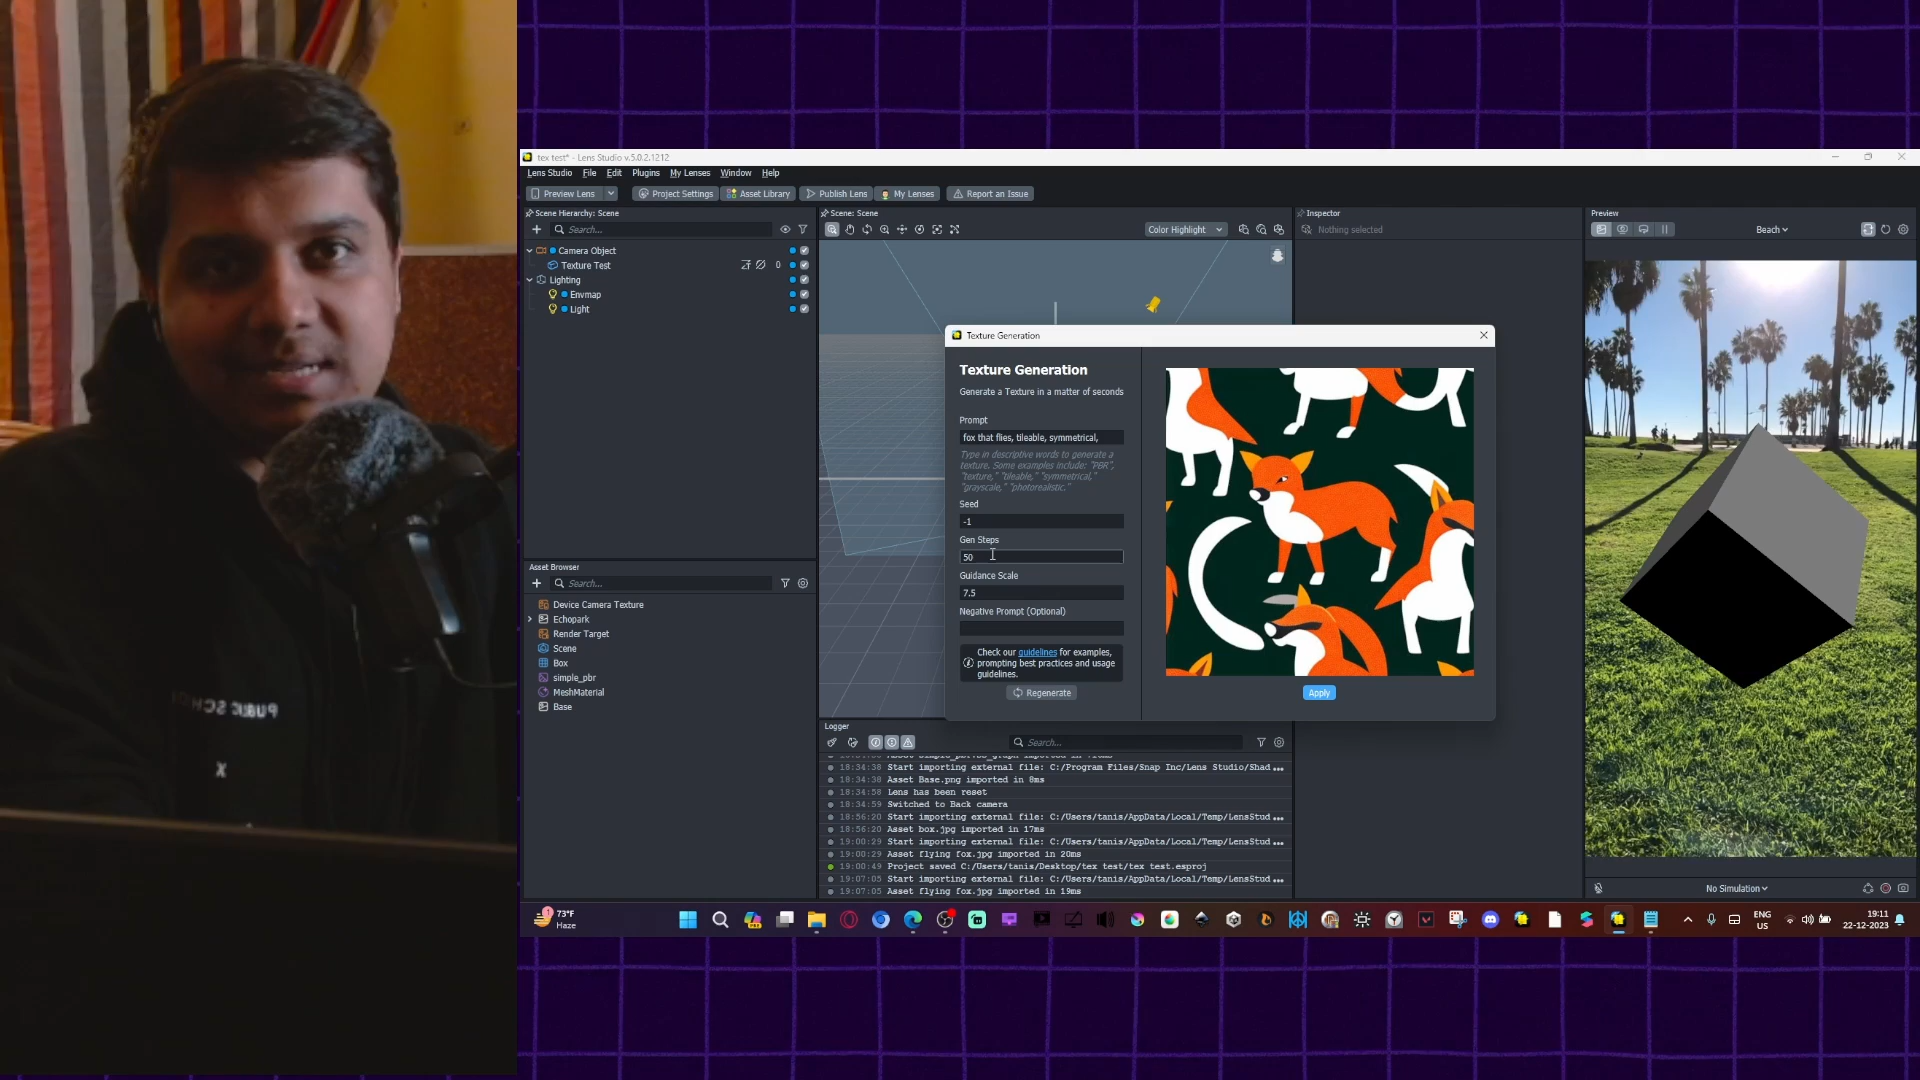 tex test* - Lens Studio v.5.0.2.1212
Lens Studio File Edit Plugins My Lenses Window Help
Preview Lens Project Settings Asset Library Publish Lens My Lenses Report an Issue
Scene Hierarchy: Scene
Search...
Camera Object
Texture Test 0
Lighting
Envmap
Light
Asset Browser
Search...
Device Camera Texture
Echopark
Render Target
Scene
Box
simple_pbr
MeshMaterial
Base
Scene: Scene
Color Highlight
Texture Generation
Texture Generation
Generate a Texture in a matter of seconds
Prompt
fox that flies, tileable, symmetrical,
Type in descriptive words to generate a
texture. Some examples include: "PBR",
"texture," "tileable," "symmetrical,"
"grayscale," "photorealistic."
Seed
-1
Gen Steps
50
Guidance Scale
7.5
Negative Prompt (Optional)
Check our guidelines for examples,
prompting best practices and usage
guidelines.
Regenerate
Apply
Logger
Search...
18:34:38 Start importing external file: C:/Program Files/Snap Inc/Lens Studio/Shad...
18:34:38 Asset Base.png imported in 8ms
18:34:58 Lens has been reset
18:34:59 Switched to Back camera
18:56:20 Start importing external file: C:/Users/tanis/AppData/Local/Temp/LensStud...
18:56:20 Asset box.jpg imported in 17ms
19:00:29 Start importing external file: C:/Users/tanis/AppData/Local/Temp/LensStud...
19:00:29 Asset flying fox.jpg imported in 20ms
19:00:49 Project saved C:/Users/tanis/Desktop/tex test/tex test.esproj
19:07:05 Start importing external file: C:/Users/tanis/AppData/Local/Temp/LensStud...
19:07:05 Asset flying fox.jpg imported in 19ms
Inspector
Nothing selected
Preview
Beach
No Simulation
1
73°F
Haze
ENG
US
19:11
22-12-2023